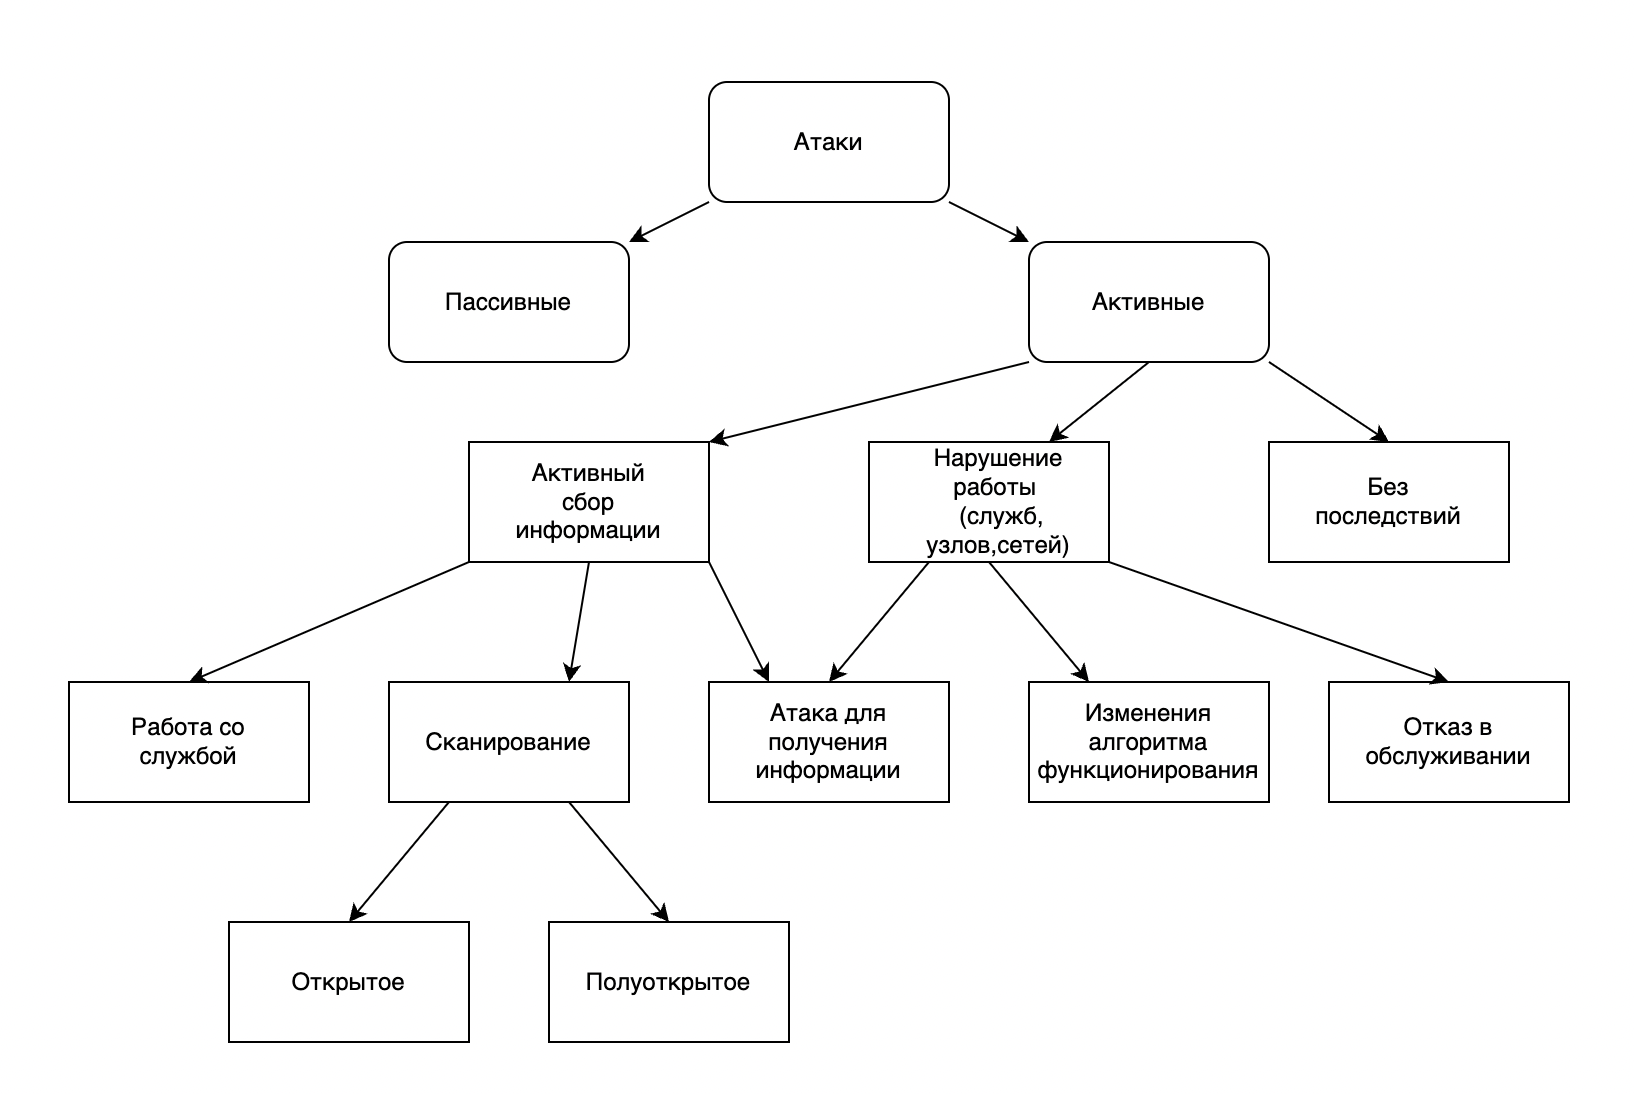 Атаки
Пассивные
Активные
Активный
сбор
информации
Нарушение
работы
(служб,
узлов,сетей)
Без
последствий
Работа со
службой
Сканирование
Атака для
получения
информации
Изменения
алгоритма
функционирования
Отказ в
обслуживании
Открытое
Полуоткрытое